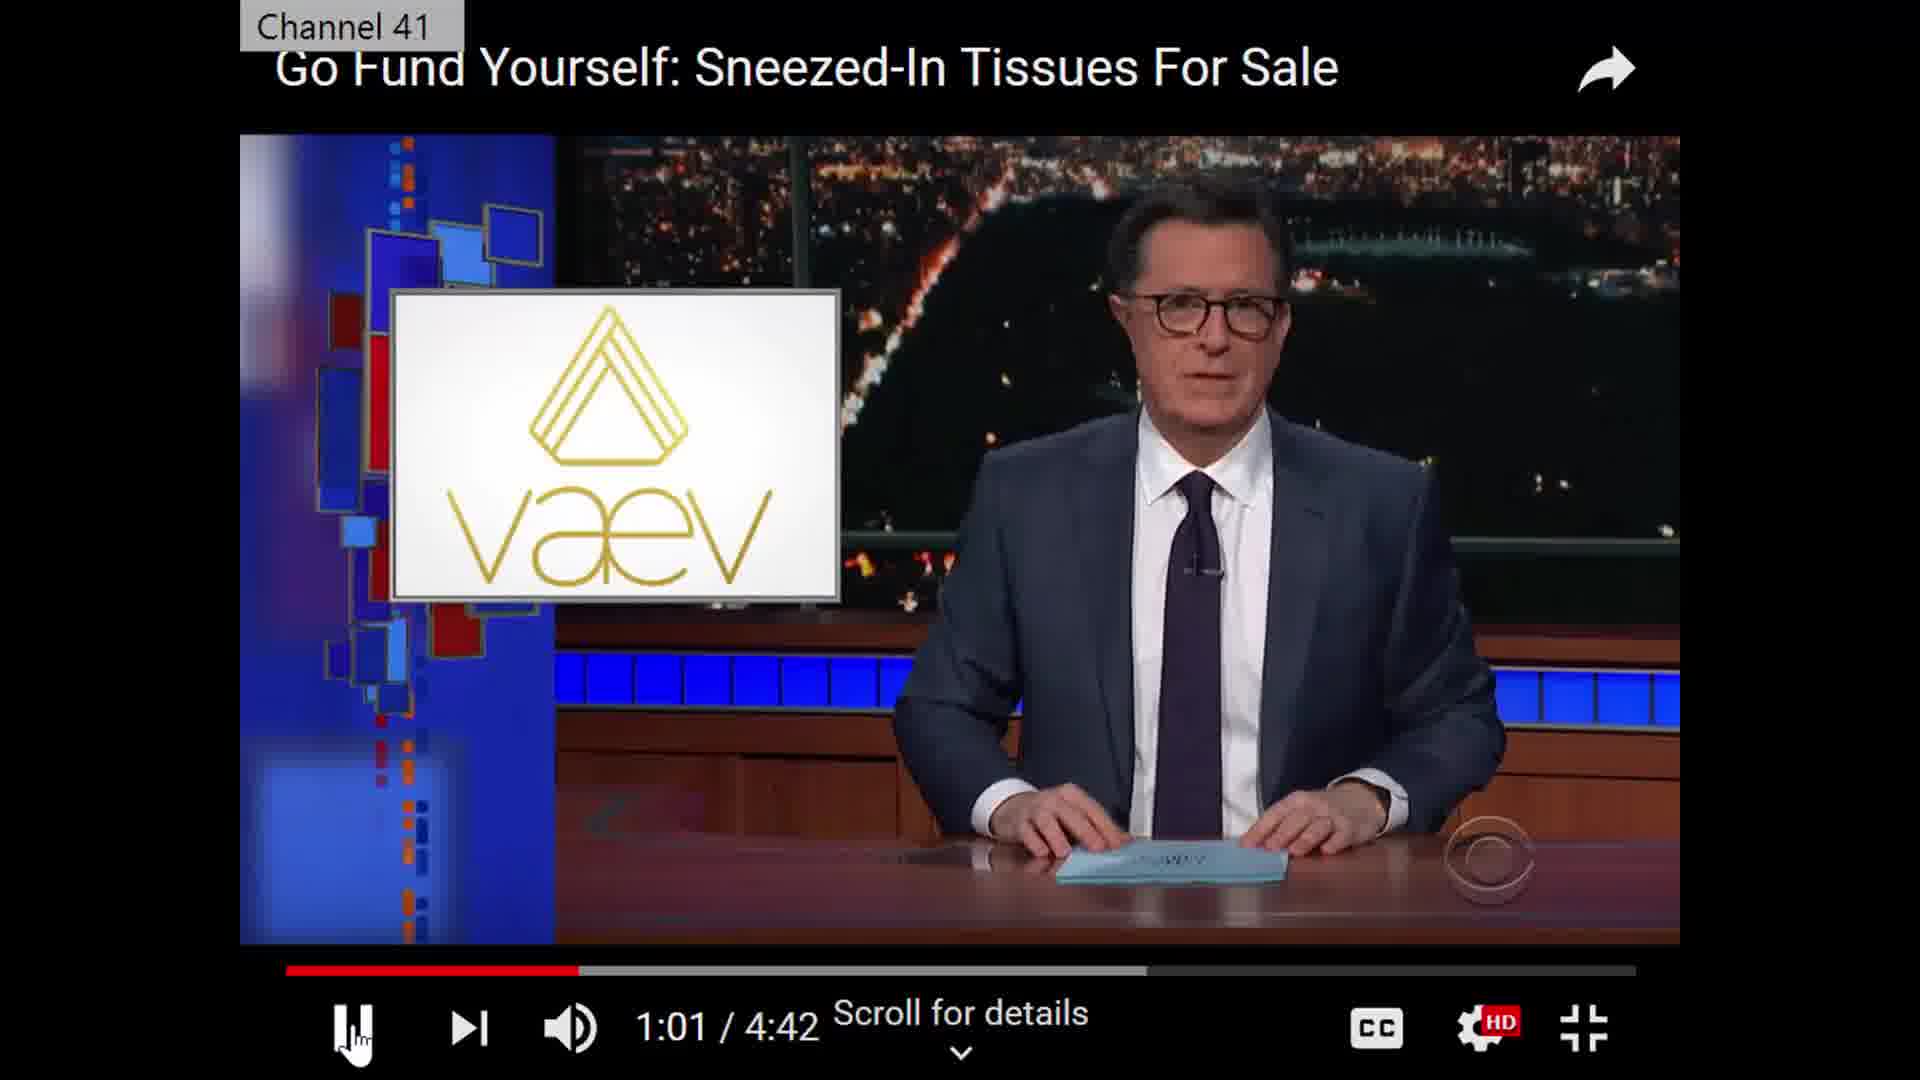 Channel 41
Go Fund Yourself: Sneezed-In Tissues For Sale
vaev
1:01 / 4:42
Scroll for details
CC
HD